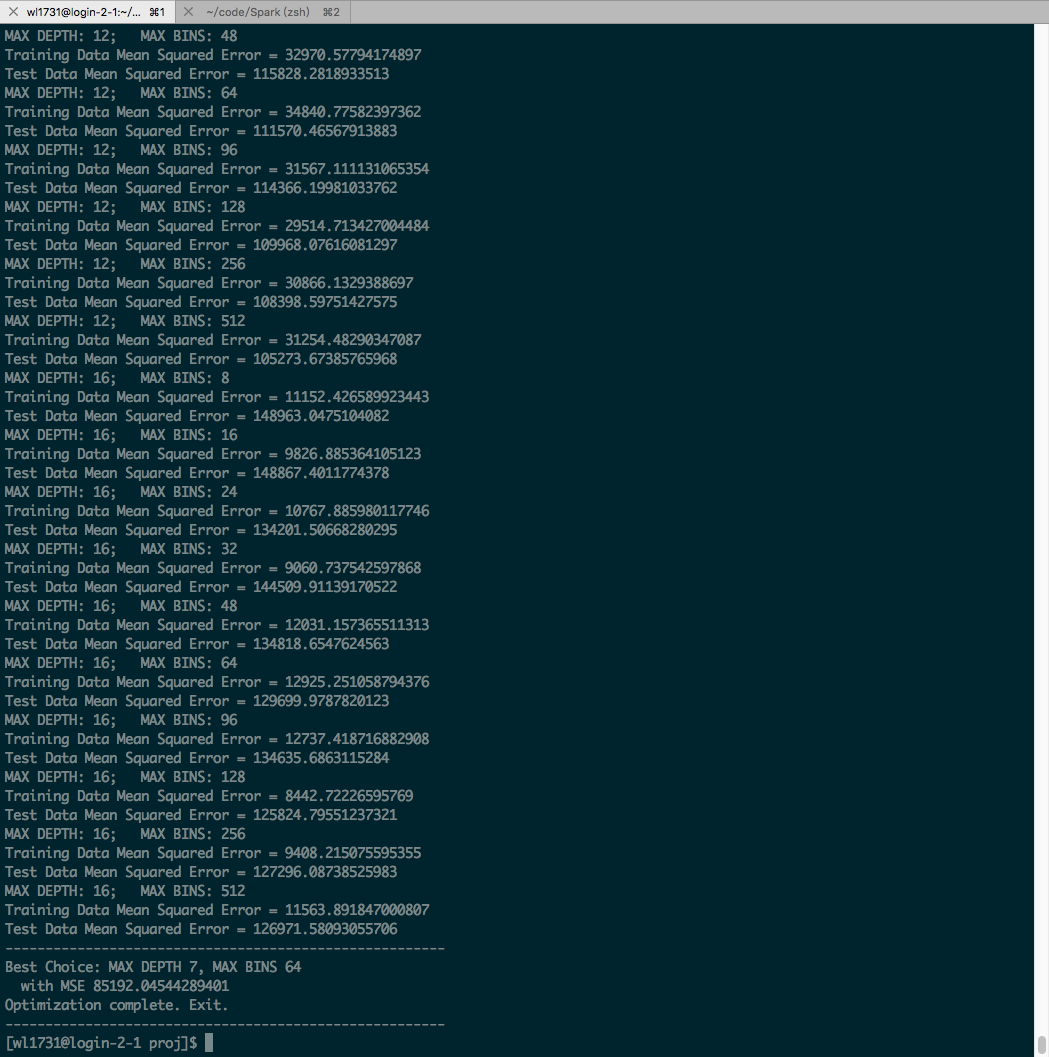 wl1731@login-2-1:~/... ⌘1 ~/code/Spark (zsh) ⌘2
MAX DEPTH: 12;   MAX BINS: 48
Training Data Mean Squared Error = 32970.57794174897
Test Data Mean Squared Error = 115828.2818933513
MAX DEPTH: 12;   MAX BINS: 64
Training Data Mean Squared Error = 34840.77582397362
Test Data Mean Squared Error = 111570.46567913883
MAX DEPTH: 12;   MAX BINS: 96
Training Data Mean Squared Error = 31567.111131065354
Test Data Mean Squared Error = 114366.19981033762
MAX DEPTH: 12;   MAX BINS: 128
Training Data Mean Squared Error = 29514.713427004484
Test Data Mean Squared Error = 109968.07616081297
MAX DEPTH: 12;   MAX BINS: 256
Training Data Mean Squared Error = 30866.1329388697
Test Data Mean Squared Error = 108398.59751427575
MAX DEPTH: 12;   MAX BINS: 512
Training Data Mean Squared Error = 31254.48290347087
Test Data Mean Squared Error = 105273.67385765968
MAX DEPTH: 16;   MAX BINS: 8
Training Data Mean Squared Error = 11152.426589923443
Test Data Mean Squared Error = 148963.0475104082
MAX DEPTH: 16;   MAX BINS: 16
Training Data Mean Squared Error = 9826.885364105123
Test Data Mean Squared Error = 148867.4011774378
MAX DEPTH: 16;   MAX BINS: 24
Training Data Mean Squared Error = 10767.885980117746
Test Data Mean Squared Error = 134201.50668280295
MAX DEPTH: 16;   MAX BINS: 32
Training Data Mean Squared Error = 9060.737542597868
Test Data Mean Squared Error = 144509.91139170522
MAX DEPTH: 16;   MAX BINS: 48
Training Data Mean Squared Error = 12031.157365511313
Test Data Mean Squared Error = 134818.6547624563
MAX DEPTH: 16;   MAX BINS: 64
Training Data Mean Squared Error = 12925.251058794376
Test Data Mean Squared Error = 129699.9787820123
MAX DEPTH: 16;   MAX BINS: 96
Training Data Mean Squared Error = 12737.418716882908
Test Data Mean Squared Error = 134635.6863115284
MAX DEPTH: 16;   MAX BINS: 128
Training Data Mean Squared Error = 8442.72226595769
Test Data Mean Squared Error = 125824.79551237321
MAX DEPTH: 16;   MAX BINS: 256
Training Data Mean Squared Error = 9408.215075595355
Test Data Mean Squared Error = 127296.08738525983
MAX DEPTH: 16;   MAX BINS: 512
Training Data Mean Squared Error = 11563.891847000807
Test Data Mean Squared Error = 126971.58093055706
-------------------------------------------------------
Best Choice: MAX DEPTH 7, MAX BINS 64
  with MSE 85192.04544289401
Optimization complete. Exit.
-------------------------------------------------------
[wl1731@login-2-1 proj]$